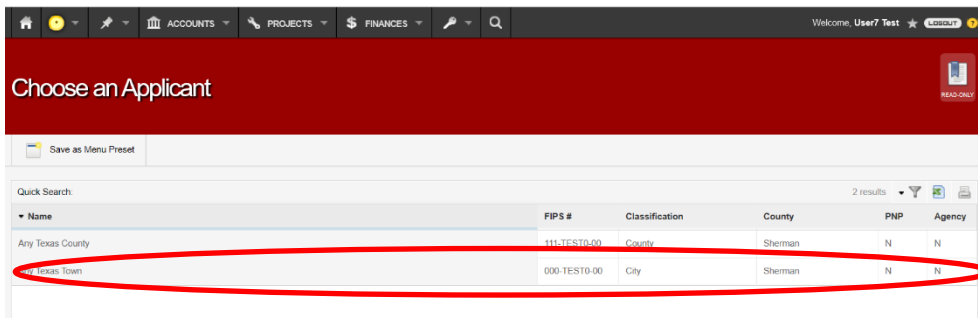 ACCOUNTS PROJECTS $ FINANCES Welcome, User7 Test LOGOUT ?
Choose an Applicant
READ-ONLY
Save as Menu Preset
Quick Search: 2 results
Name FIPS # Classification County PNP Agency
Any Texas County 111-TEST0-00 County Sherman N N
Any Texas Town 000-TEST0-00 City Sherman N N